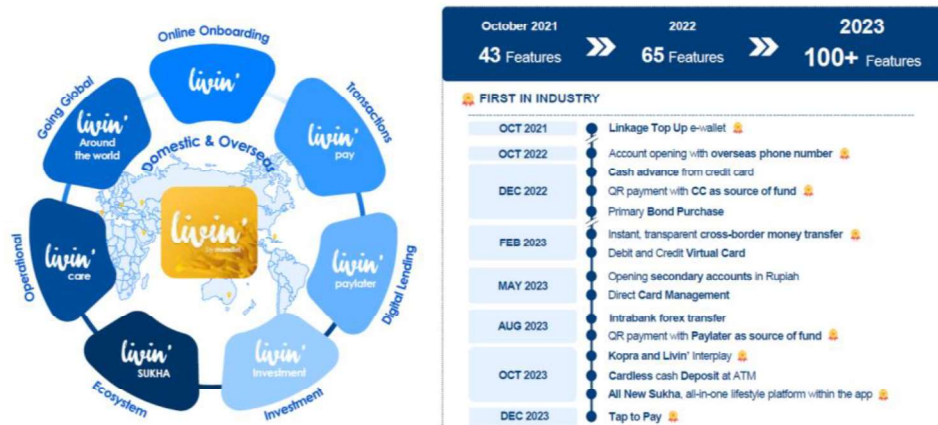 Online Onboarding
livin'
Going Global
livin'
Around
the world
Transactions
livin'
pay
Domestic & Overseas
livin'
by mandiri
Operational
livin'
care
livin'
paylater
Digital Lending
livin'
SUKHA
livin'
Investment
Ecosystem
Investment
October 2021
43 Features
2022
65 Features
2023
100+ Features
FIRST IN INDUSTRY
OCT 2021
Linkage Top Up e-wallet
OCT 2022
Account opening with overseas phone number
DEC 2022
Cash advance from credit card
QR payment with CC as source of fund
Primary Bond Purchase
FEB 2023
Instant, transparent cross-border money transfer
Debit and Credit Virtual Card
MAY 2023
Opening secondary accounts in Rupiah
Direct Card Management
AUG 2023
Intrabank forex transfer
QR payment with Paylater as source of fund
OCT 2023
Kopra and Livin' Interplay
Cardless cash Deposit at ATM
All New Sukha, all-in-one lifestyle platform within the app
DEC 2023
Tap to Pay